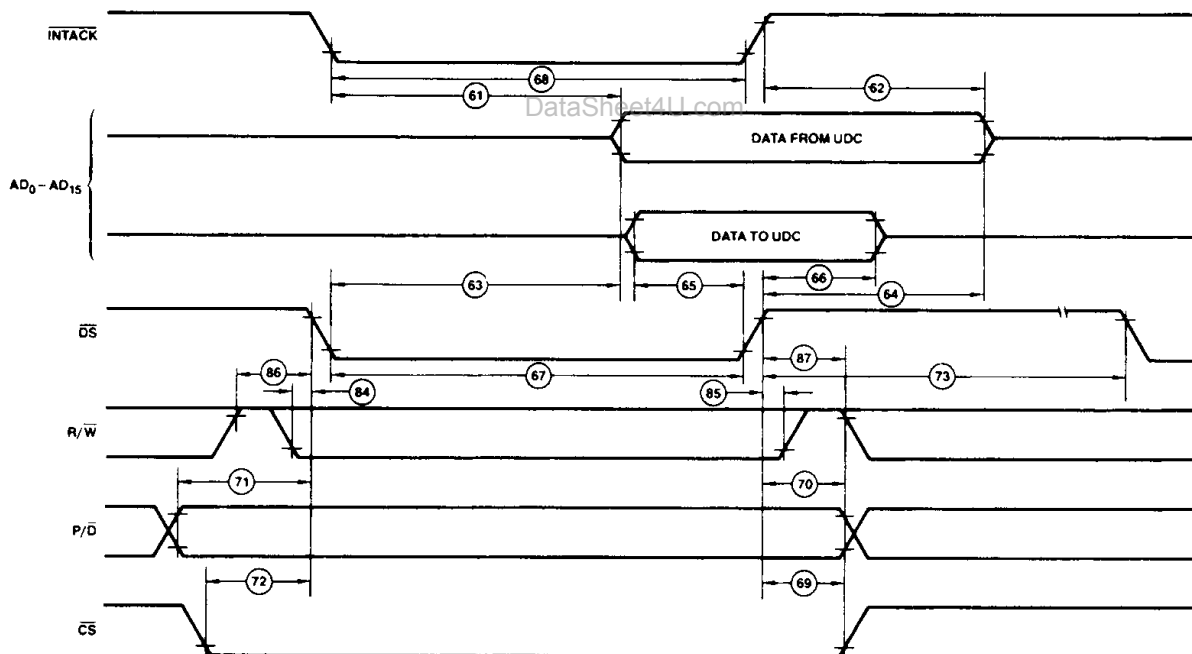 INTACK
68
61
62
DataSheet4U.com
DATA FROM UDC
AD0–AD15
DATA TO UDC
66
63
65
64
DS
87
86
67
73
84
85
R/W
71
70
P/D
72
69
CS